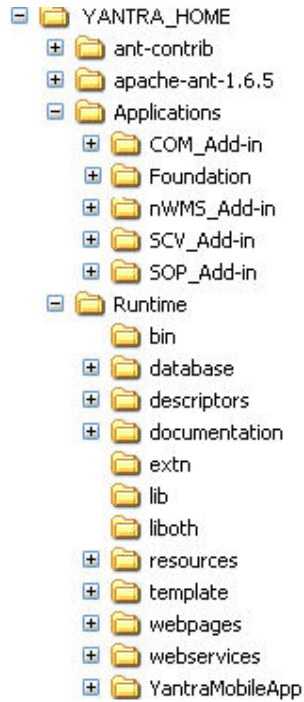 YANTRA_HOME
ant-contrib
apache-ant-1.6.5
Applications
COM_Add-in
Foundation
nWMS_Add-in
SCV_Add-in
SOP_Add-in
Runtime
bin
database
descriptors
documentation
extn
lib
liboth
resources
template
webpages
webservices
YantraMobileApp